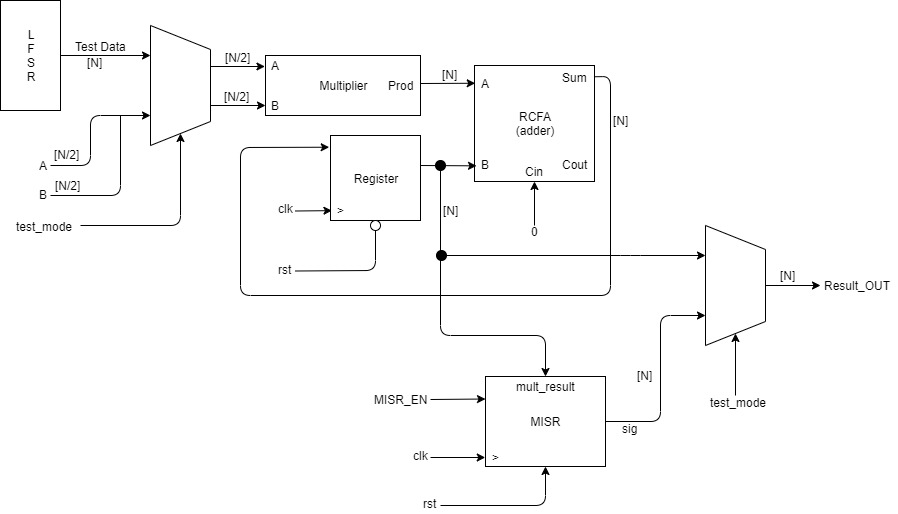 L
F
S
R
Test Data
[N]
[N/2]
A
Multiplier
Prod
[N/2]
B
[N]
A
Sum
RCFA
(adder)
B
Cin
Cout
0
[N]
A
[N/2]
B
[N/2]
test_mode
Register
clk
>
rst
[N]
[N]
Result_OUT
test_mode
mult_result
MISR_EN
MISR
clk
>
rst
sig
[N]